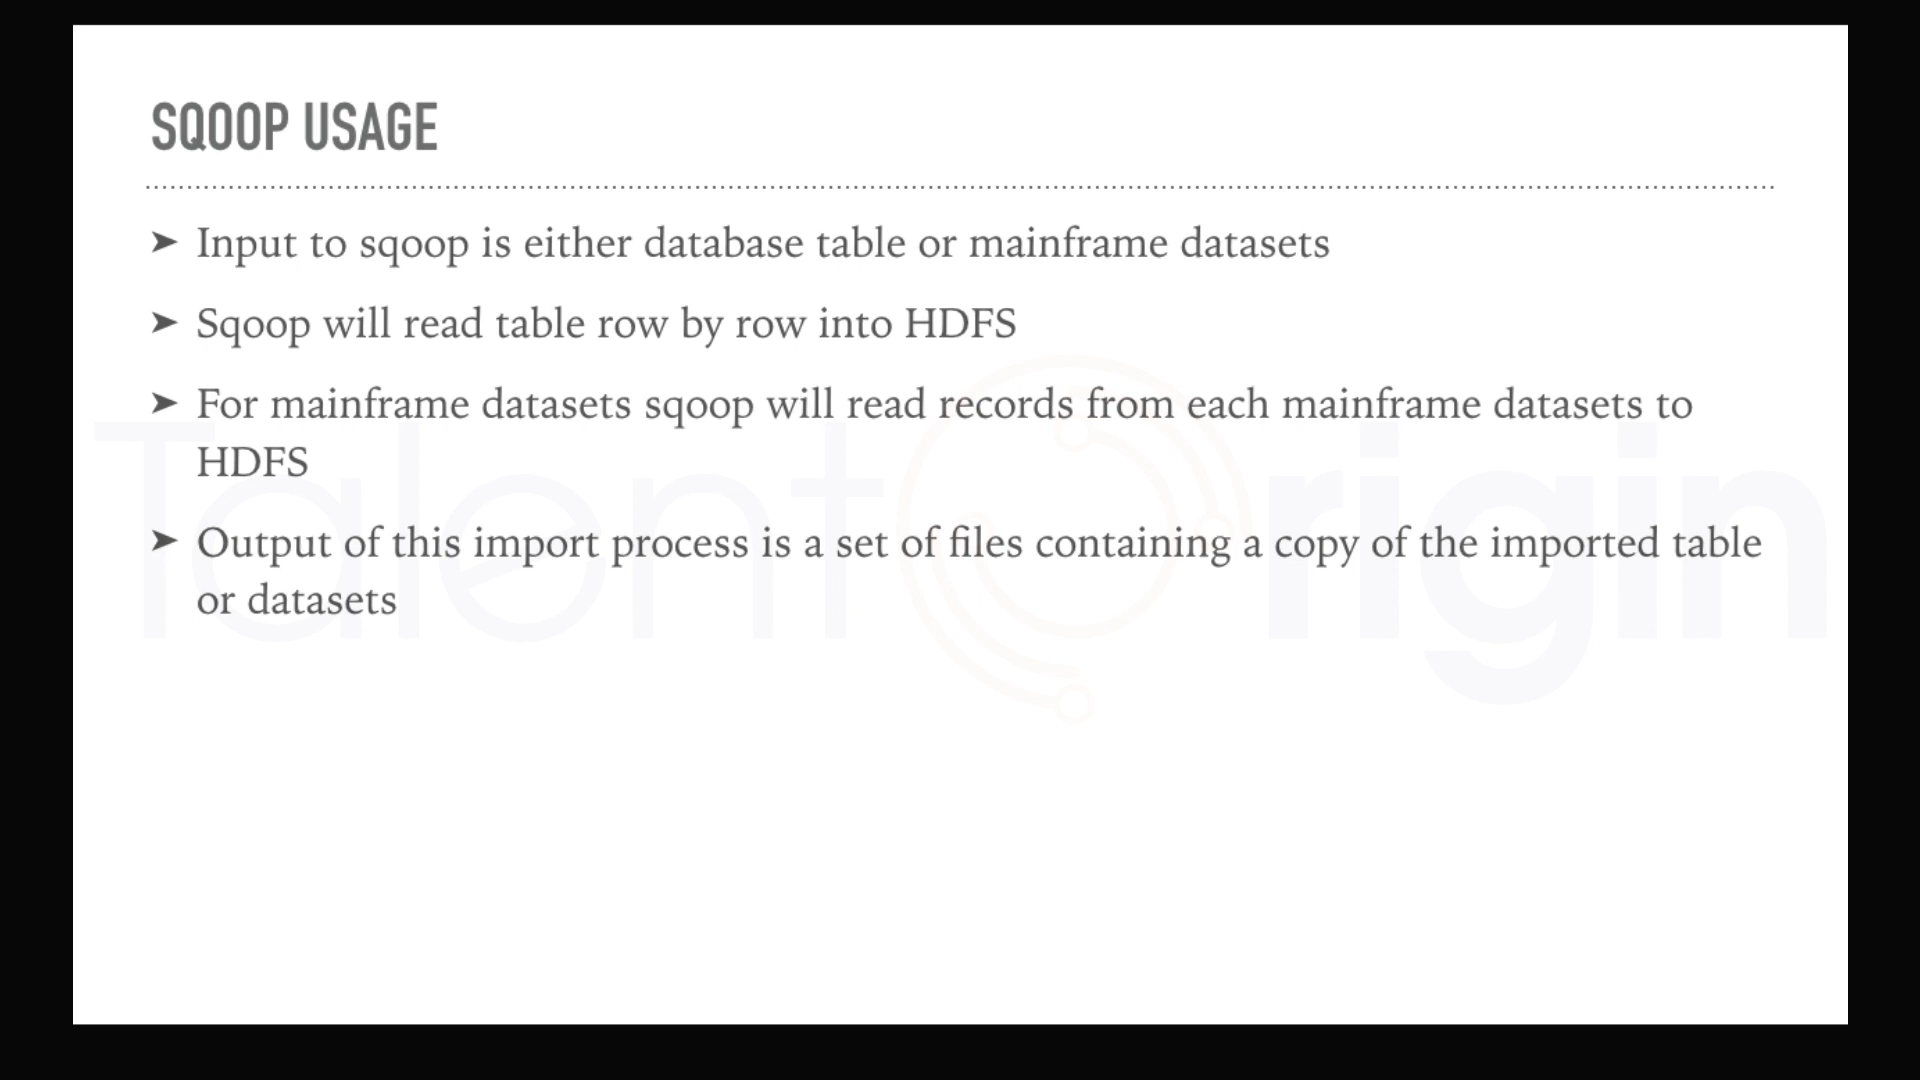 SQOOP USAGE
➤ Input to sqoop is either database table or mainframe datasets
➤ Sqoop will read table row by row into HDFS
➤ For mainframe datasets sqoop will read records from each mainframe datasets to
HDFS
➤ Output of this import process is a set of files containing a copy of the imported table
or datasets
Talent Origin